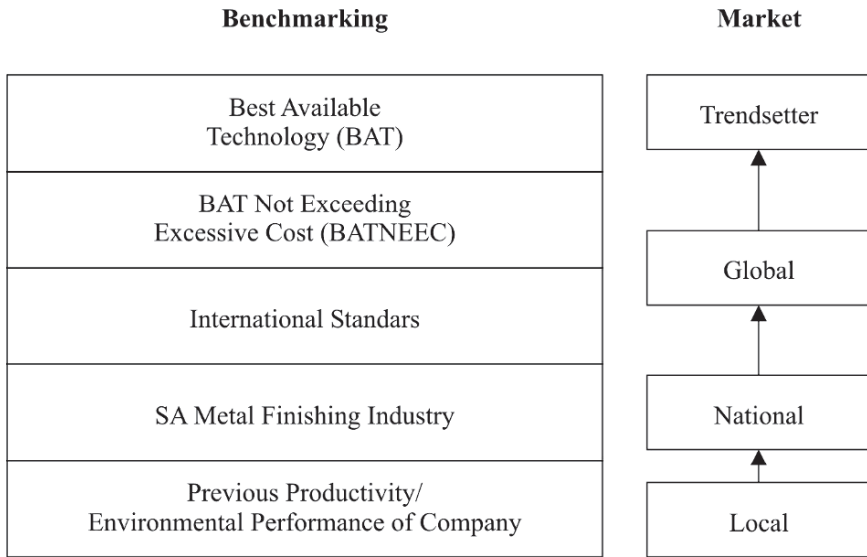 Benchmarking
Market
Best Available
Technology (BAT)
BAT Not Exceeding
Excessive Cost (BATNEEC)
International Standars
SA Metal Finishing Industry
Previous Productivity/
Environmental Performance of Company
Trendsetter
Global
National
Local